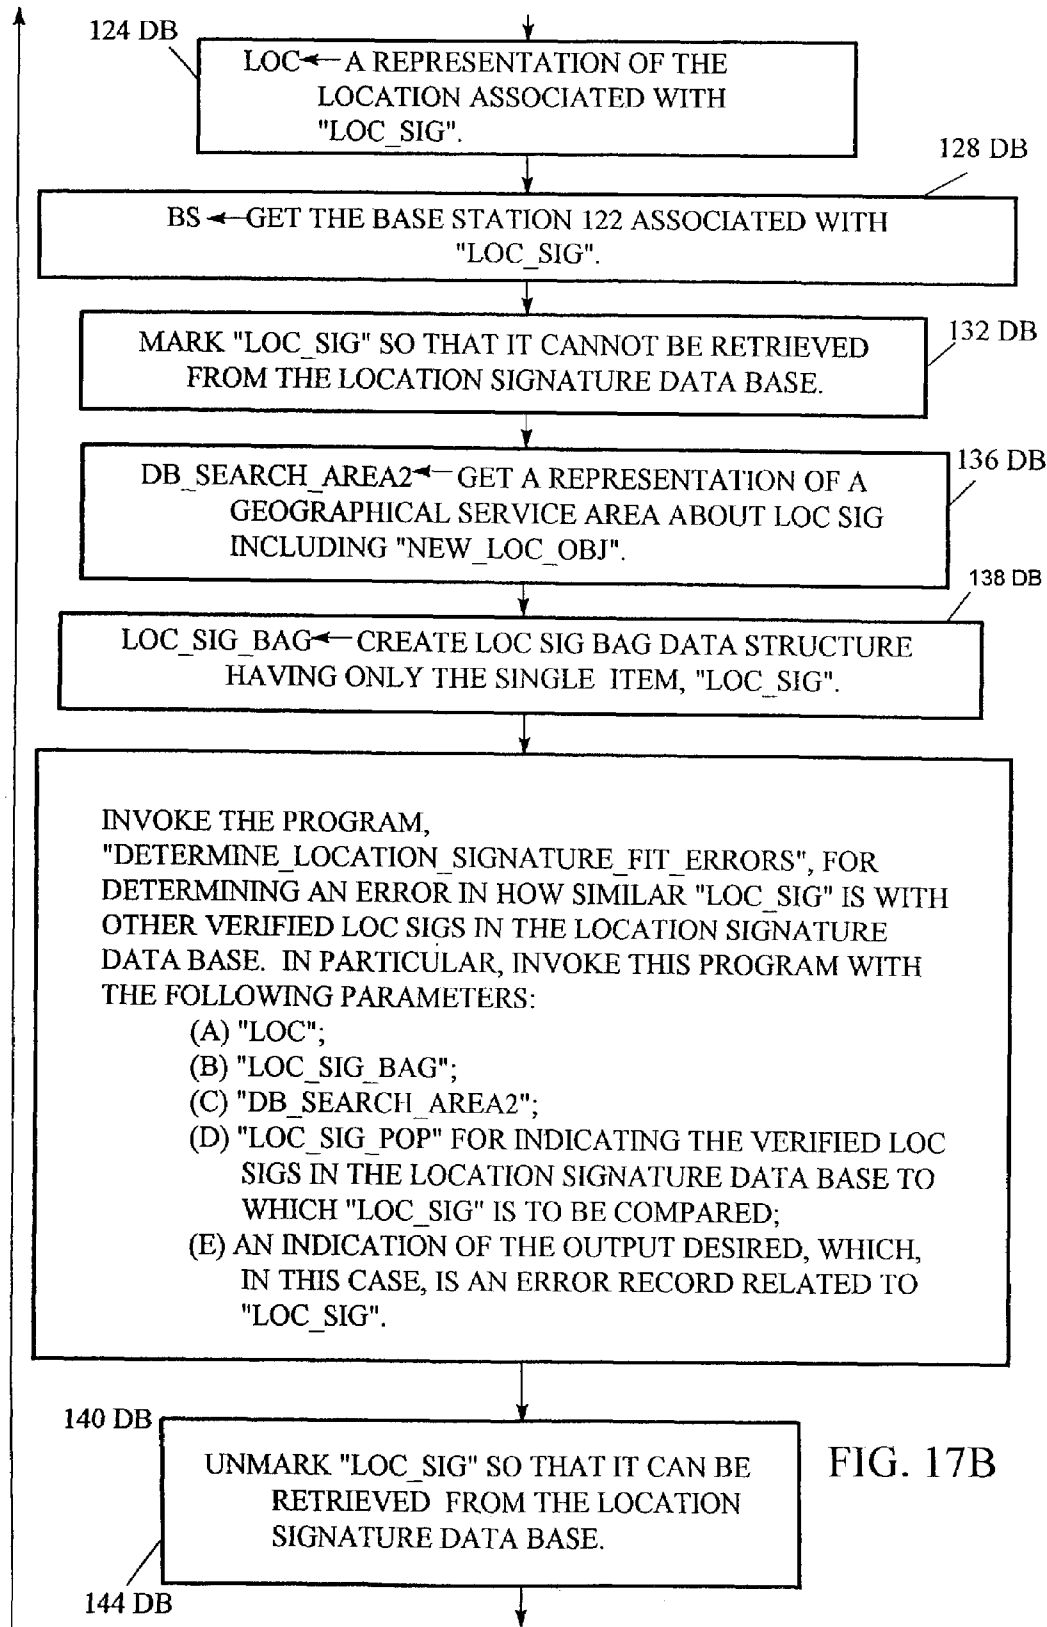 124 DB
LOC← A REPRESENTATION OF THE
LOCATION ASSOCIATED WITH
"LOC_SIG".
128 DB
BS ←GET THE BASE STATION 122 ASSOCIATED WITH
"LOC_SIG".
132 DB
MARK "LOC_SIG" SO THAT IT CANNOT BE RETRIEVED
FROM THE LOCATION SIGNATURE DATA BASE.
136 DB
DB_SEARCH_AREA2← GET A REPRESENTATION OF A
GEOGRAPHICAL SERVICE AREA ABOUT LOC SIG
INCLUDING "NEW_LOC_OBJ".
138 DB
LOC_SIG_BAG← CREATE LOC SIG BAG DATA STRUCTURE
HAVING ONLY THE SINGLE ITEM, "LOC_SIG".
INVOKE THE PROGRAM,
"DETERMINE_LOCATION_SIGNATURE_FIT_ERRORS", FOR
DETERMINING AN ERROR IN HOW SIMILAR "LOC_SIG" IS WITH
OTHER VERIFIED LOC SIGS IN THE LOCATION SIGNATURE
DATA BASE. IN PARTICULAR, INVOKE THIS PROGRAM WITH
THE FOLLOWING PARAMETERS:
(A) "LOC";
(B) "LOC_SIG_BAG";
(C) "DB_SEARCH_AREA2";
(D) "LOC_SIG_POP" FOR INDICATING THE VERIFIED LOC
SIGS IN THE LOCATION SIGNATURE DATA BASE TO
WHICH "LOC_SIG" IS TO BE COMPARED;
(E) AN INDICATION OF THE OUTPUT DESIRED, WHICH,
IN THIS CASE, IS AN ERROR RECORD RELATED TO
"LOC_SIG".
140 DB
UNMARK "LOC_SIG" SO THAT IT CAN BE
RETRIEVED FROM THE LOCATION
SIGNATURE DATA BASE.
FIG. 17B
144 DB